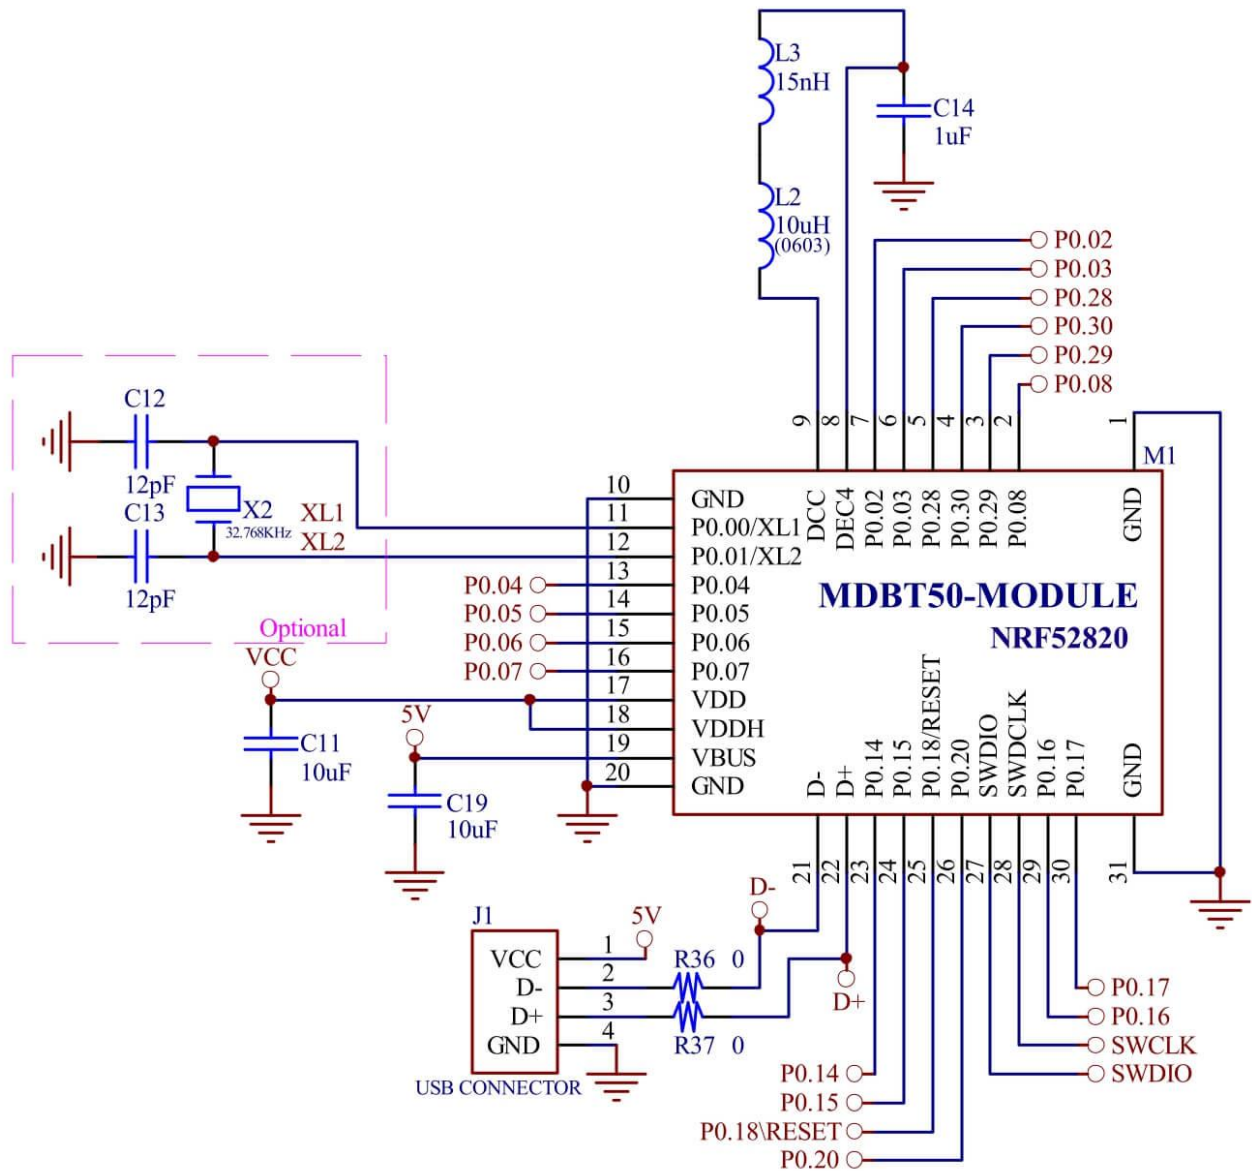 L3
15nH
C14
1uF
L2
10uH
(0603)
P0.02
P0.03
P0.28
P0.30
P0.29
P0.08
9
8
7
6
5
4
3
2
1
M1
C12
12pF
X2
32.768KHz
C13
12pF
XL1
XL2
Optional
10
11
12
13
14
15
16
17
18
19
20
GND
P0.00/XL1
P0.01/XL2
P0.04
P0.05
P0.06
P0.07
VDD
VDDH
VBUS
GND
DCC
DEC4
P0.02
P0.03
P0.28
P0.30
P0.29
P0.08
GND
MDBT50-MODULE
NRF52820
P0.04
P0.05
P0.06
P0.07
VCC
C11
10uF
5V
C19
10uF
D-
D+
P0.14
P0.15
P0.18/RESET
P0.20
SWDIO
SWDCLK
P0.16
P0.17
GND
21
22
23
24
25
26
27
28
29
30
31
J1
VCC
D-
D+
GND
1
2
3
4
USB CONNECTOR
5V
R36 0
R37 0
D-
D+
P0.17
P0.16
SWCLK
SWDIO
P0.14
P0.15
P0.18\RESET
P0.20